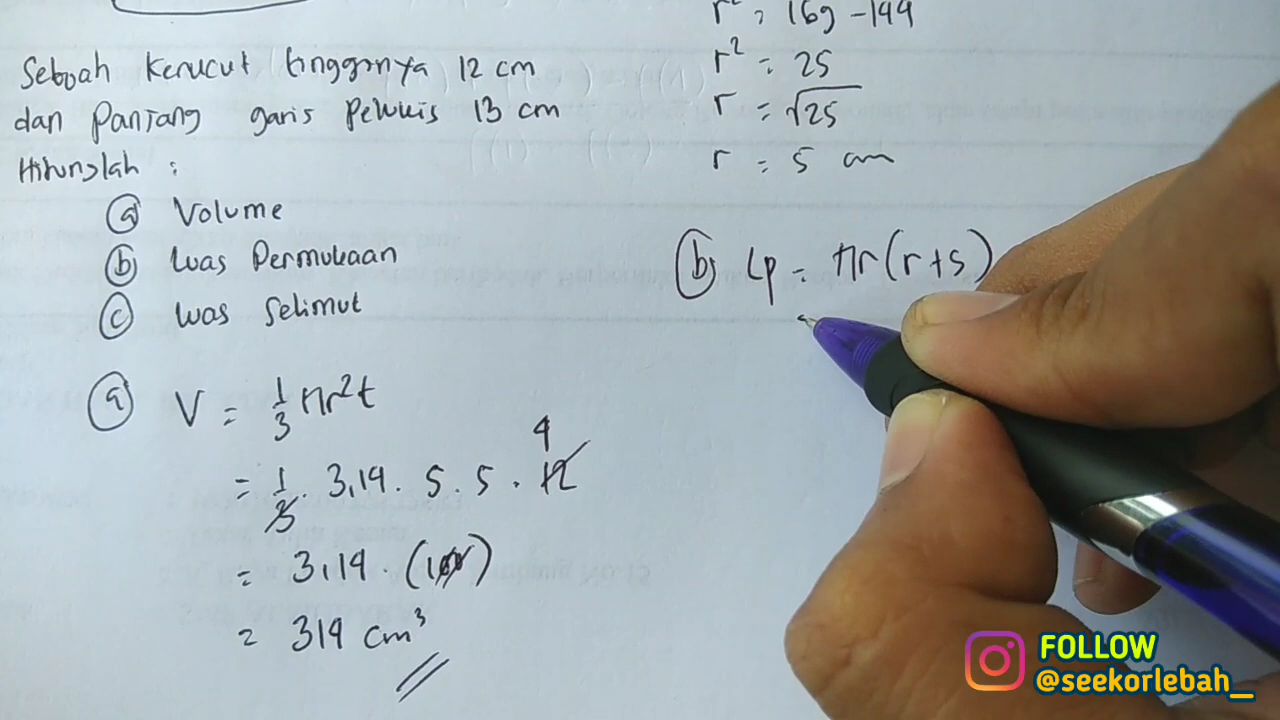 Sebuah kerucut tingginya 12 cm
dan Panjang garis Pelukis 13 cm
Hitunglah :
(a) Volume
(b) Luas Permukaan
(c) Luas Selimut
(a) V = 1/3 πr²t
= 1/3 . 3,14 . 5 . 5 . 12 4
= 3,14 . (100)
= 314 cm³
r² = 169 - 144
r² = 25
r = √25
r = 5 cm
(b) Lp = πr(r+s)
=
FOLLOW
@seekorlebah_